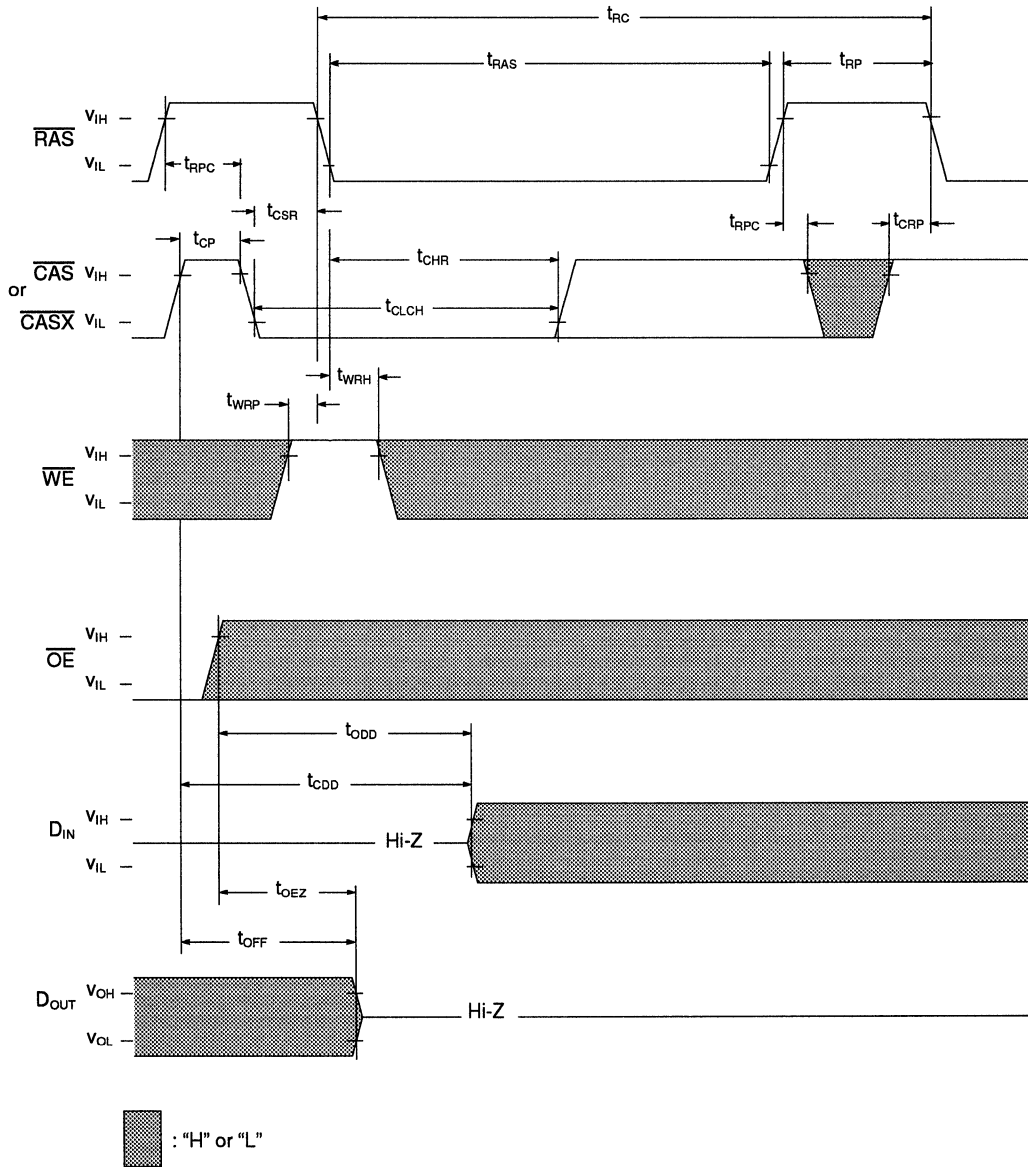 tRC
tRAS
tRP
RAS
VIH
VIL
tRPC
tCSR
tRPC
tCRP
tCP
tCHR
CAS
or
CASX
VIH
VIL
tCLCH
tWRH
tWRP
WE
VIH
VIL
OE
VIH
VIL
tODD
tCDD
DIN
VIH
VIL
Hi-Z
tOEZ
tOFF
DOUT
VOH
VOL
Hi-Z
: “H” or “L”